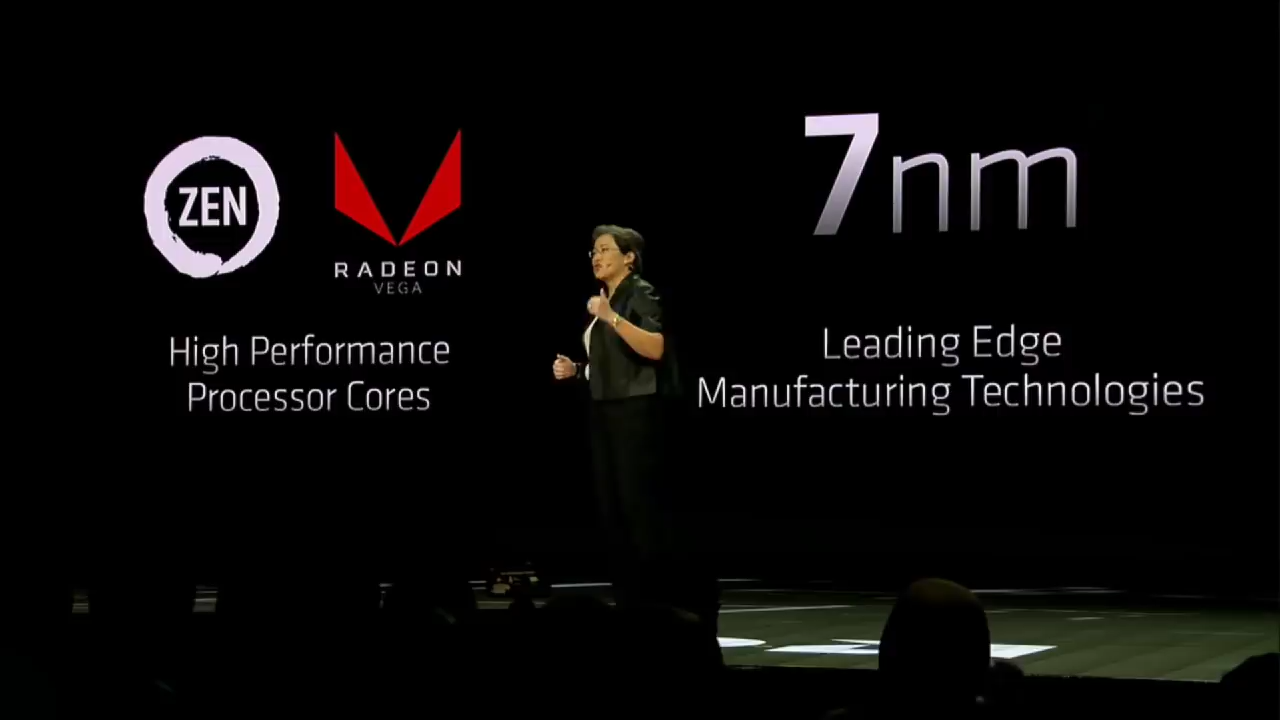 ZEN
RADEON
VEGA
High Performance
Processor Cores
7nm
Leading Edge
Manufacturing Technologies